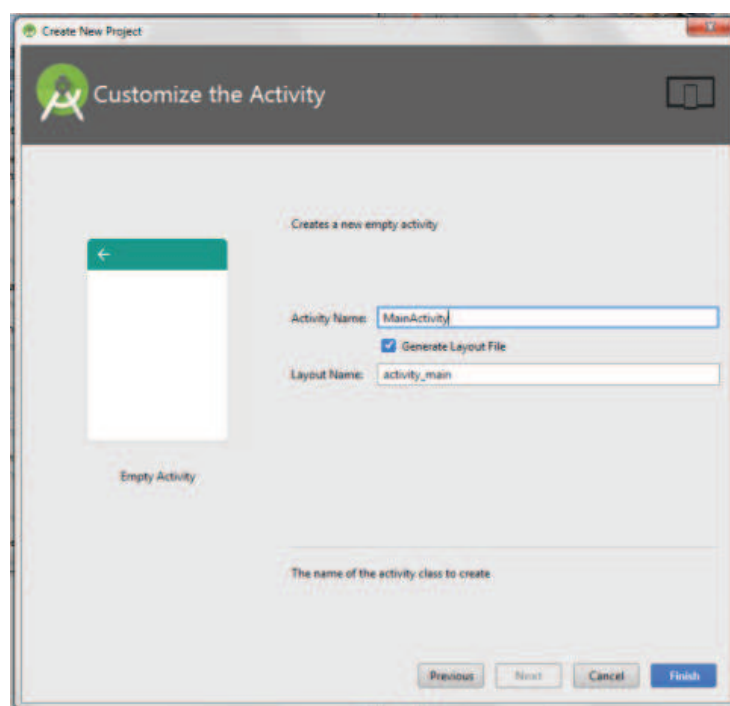 Create New Project
Customize the Activity
Creates a new empty activity
Activity Name: MainActivity
Generate Layout File
Layout Name: activity_main
Empty Activity
The name of the activity class to create
Previous Next Cancel Finish